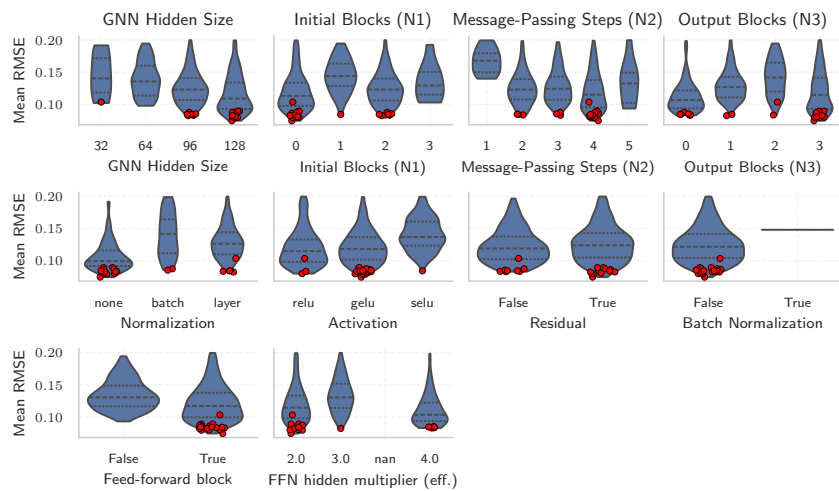 GNN Hidden Size Initial Blocks (N1) Message-Passing Steps (N2) Output Blocks (N3)
Mean RMSE
0.20
0.15
0.10
32 64 96 128 0 1 2 3 1 2 3 4 5 0 1 2 3
GNN Hidden Size Initial Blocks (N1) Message-Passing Steps (N2) Output Blocks (N3)
Mean RMSE
0.20
0.15
0.10
none batch layer relu gelu selu False True False True
Normalization Activation Residual Batch Normalization
Mean RMSE
0.20
0.15
0.10
False True 2.0 3.0 nan 4.0
Feed-forward block FFN hidden multiplier (eff.)